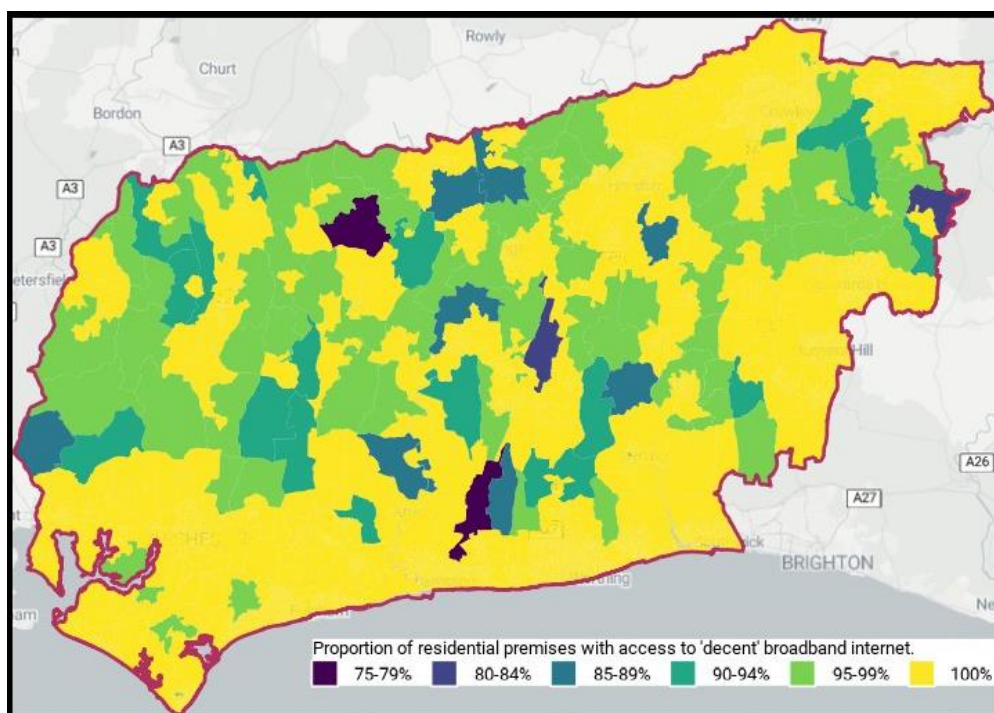 Rowly
Churt
Bordon
A3
A3
A3
etersfiel
Hill
A26
A27
BRIGHTON
Proportion of residential premises with access to 'decent' broadband internet.
75-79% 80-84% 85-89% 90-94% 95-99% 100%